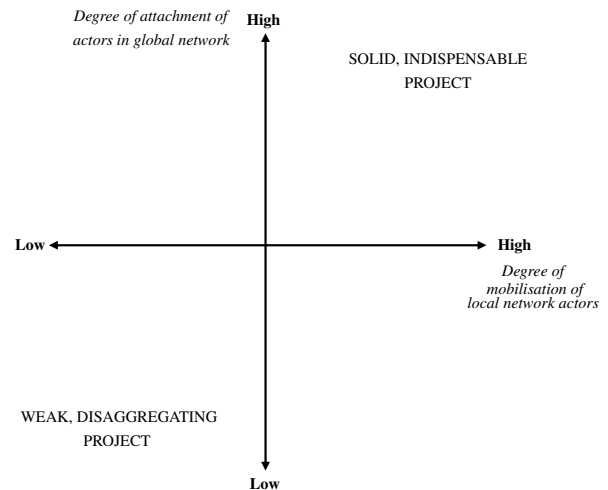 Degree of attachment of
actors in global network
High
SOLID, INDISPENSABLE
PROJECT
Low
High
Degree of
mobilisation of
local network actors
WEAK, DISAGGREGATING
PROJECT
Low